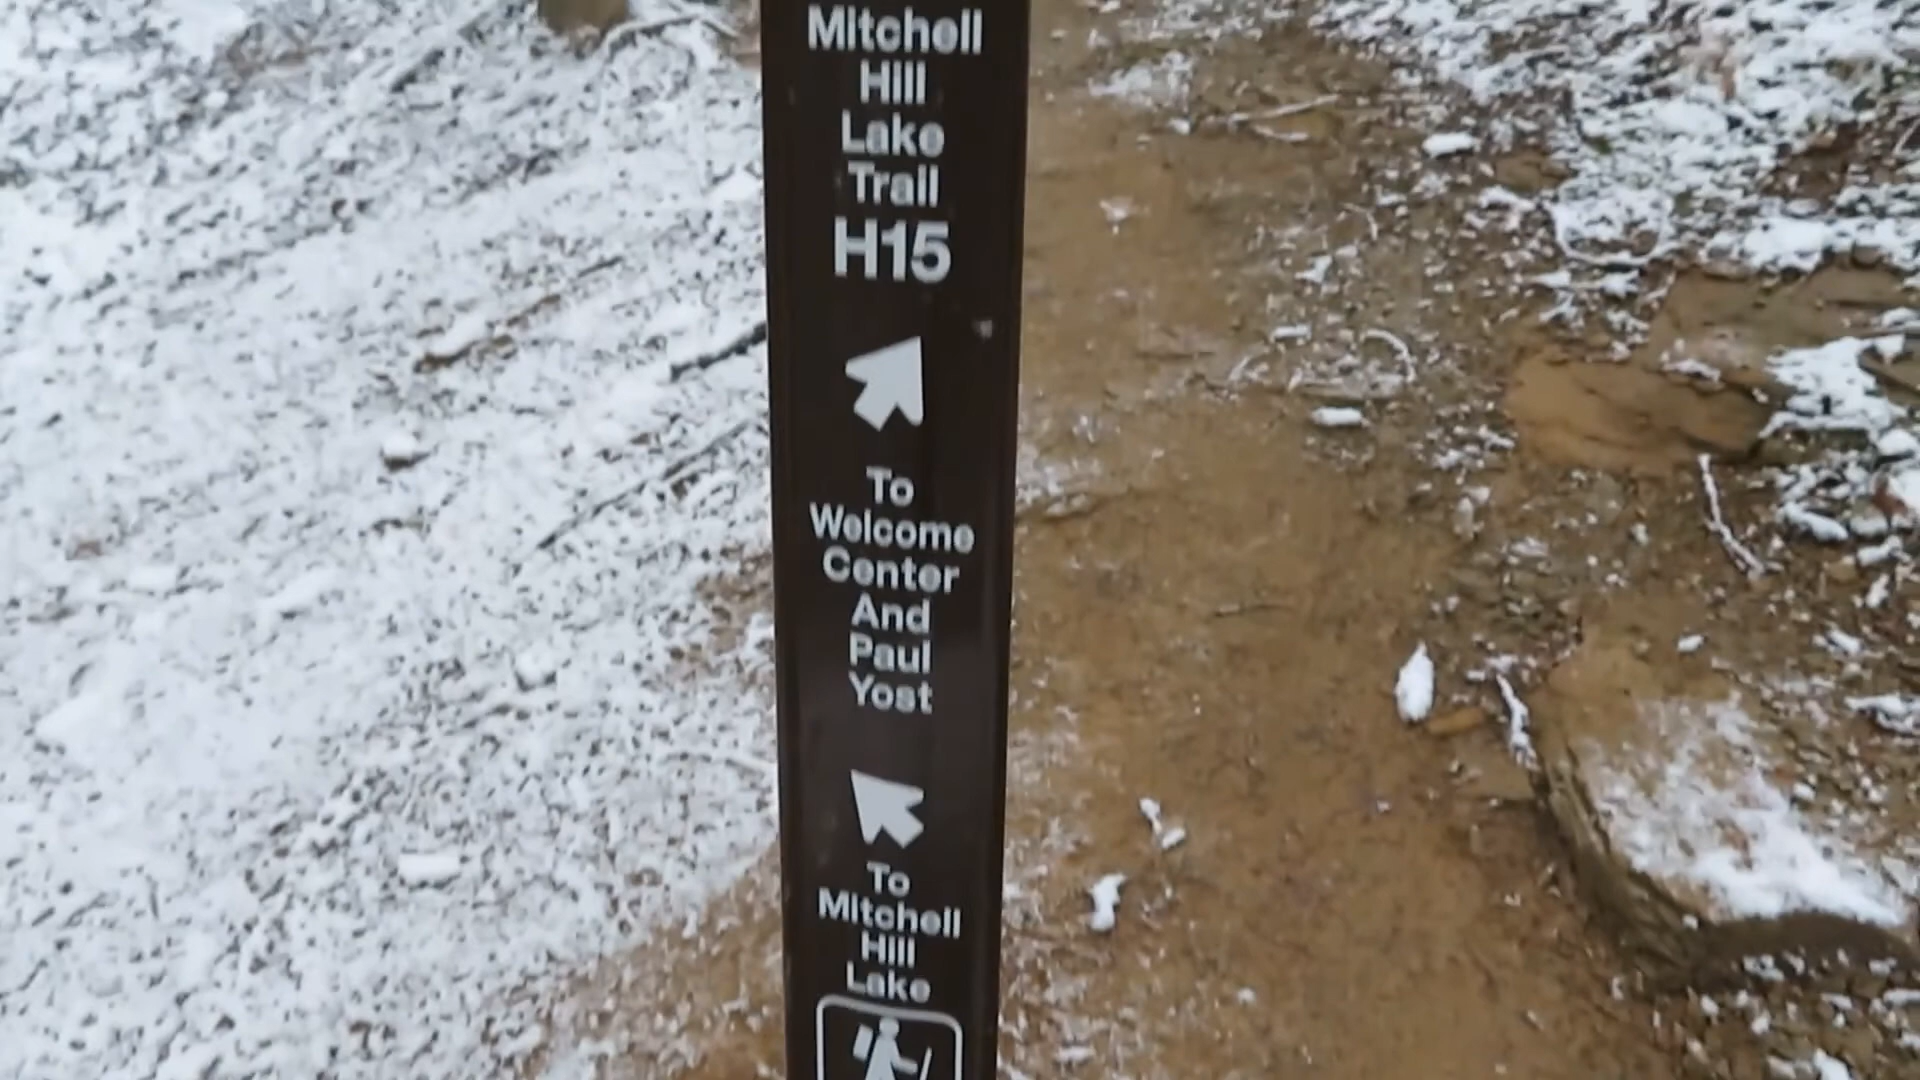 Mitchell
Hill
Lake
Trail
H15
To
Welcome
Center
And
Paul
Yost
To
Mitchell
Hill
Lake